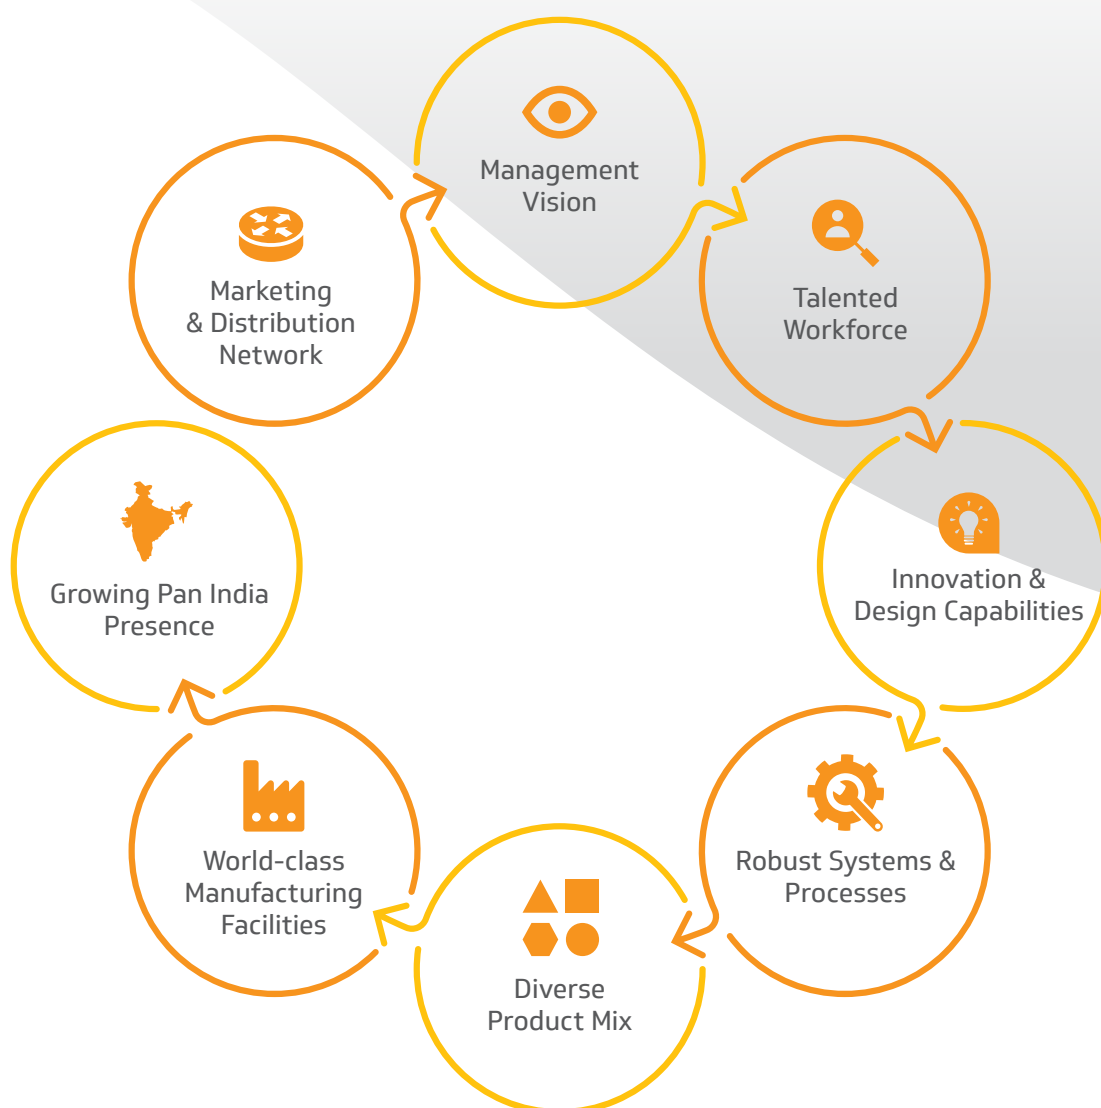 Management
Vision
Talented
Workforce
Innovation &
Design Capabilities
Robust Systems &
Processes
Diverse
Product Mix
World-class
Manufacturing
Facilities
Growing Pan India
Presence
Marketing
& Distribution
Network